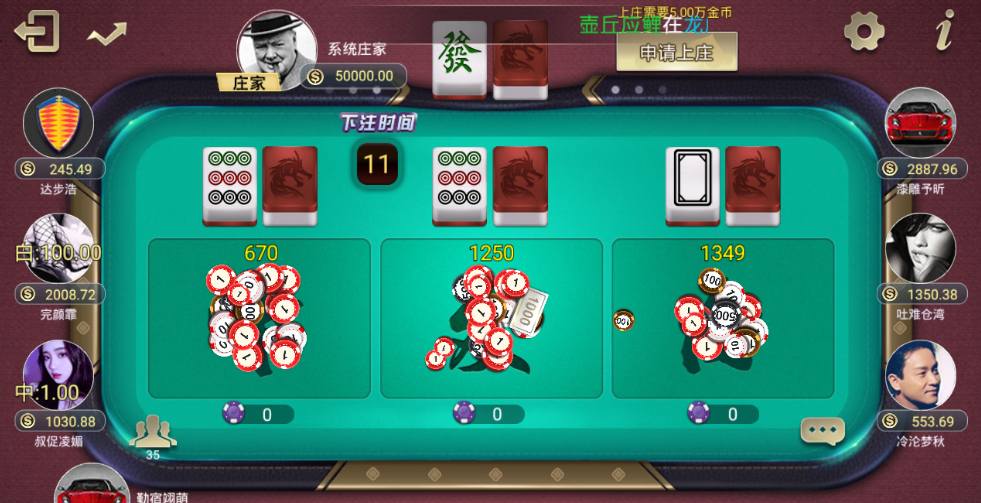 上庄需要5.00万金币
壶丘应鲤在龙
申请上庄
系统庄家
庄家
50000.00
發
下注时间
11
245.49
达步浩
2887.96
漆雕予昕
曰:100.00
2008.72
完颜霏
1350.38
吐难仓湾
670
1250
1349
中:1.00
1030.88
叔促凌媚
553.69
冷沦梦秋
0
0
0
35
勤宿翊萌